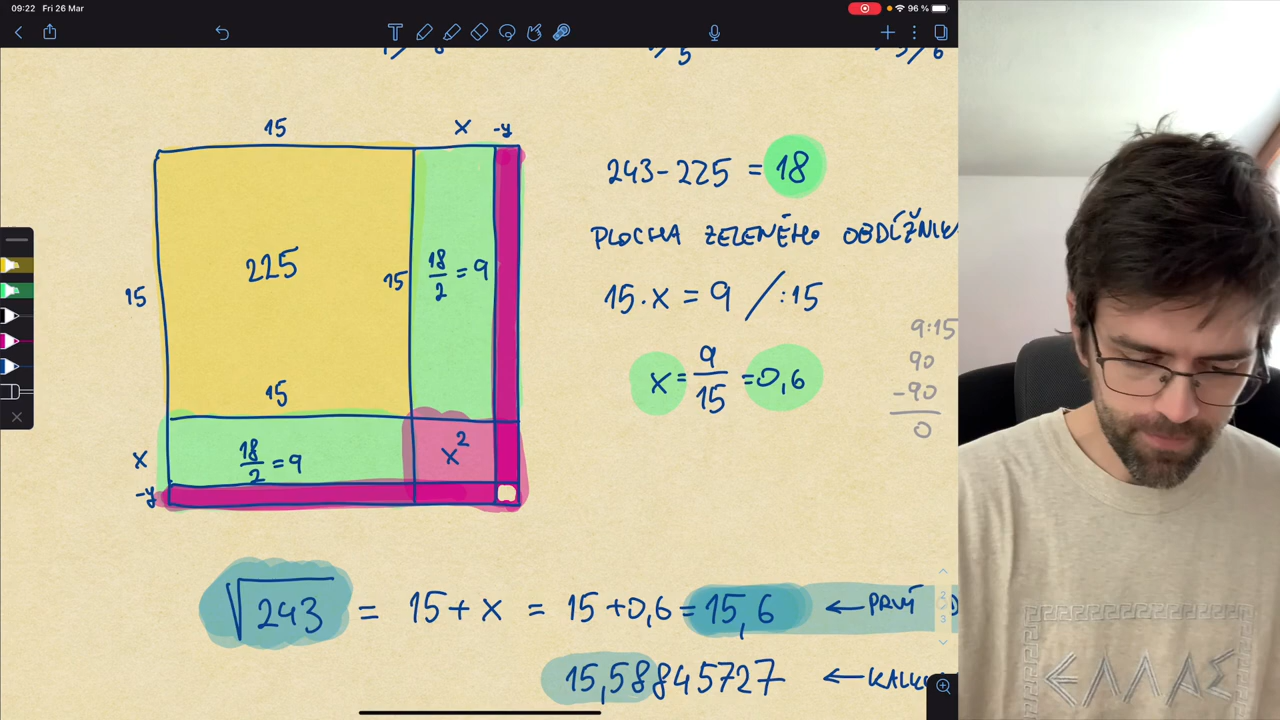 09:22 Fri 26 Mar
96 %
15 x -y
243 - 225 = 18
PLOCHA ZELENÉHO
225
15
15
18/2 = 9
15 . x = 9 / :15
15
x = 9/15 = 0,6
9:15
90
-90
0
x
18/2 = 9
x²
-y
√243 = 15 + x = 15 + 0,6 = 15,6 ← PRVÝ
15,58845727 ←
ΕΛΛΑΣ